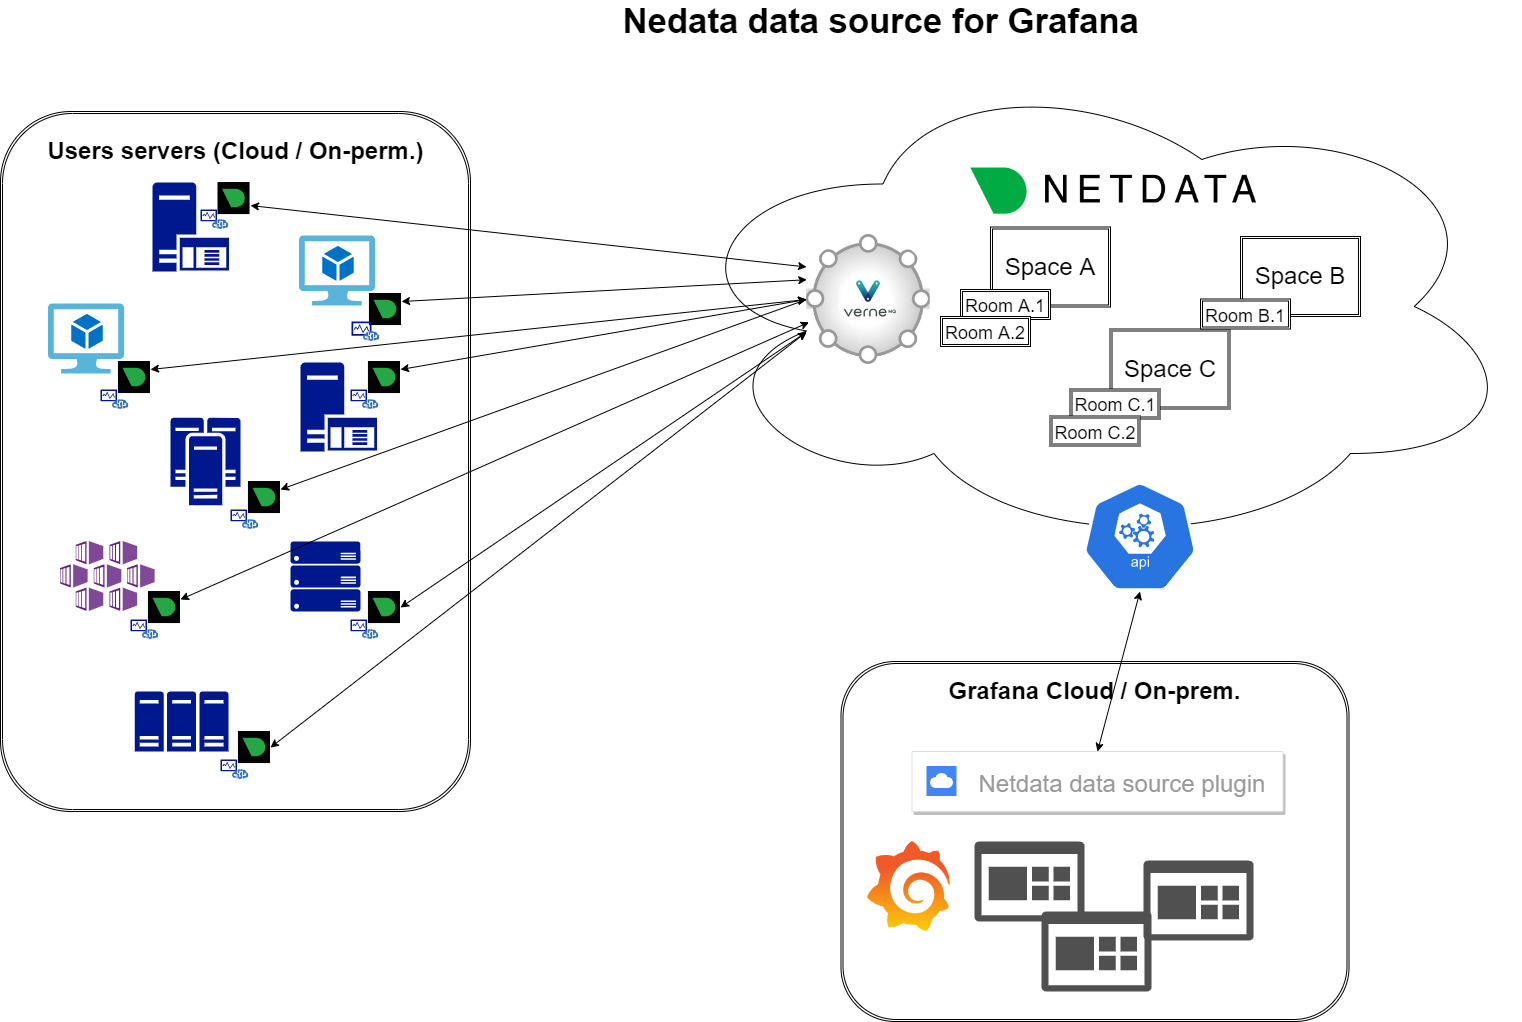 Nedata data source for Grafana
Users servers (Cloud / On-perm.)
NETDATA
verneMQ
Space A
Room A.1
Room A.2
Space B
Room B.1
Space C
Room C.1
Room C.2
api
Grafana Cloud / On-prem.
Netdata data source plugin